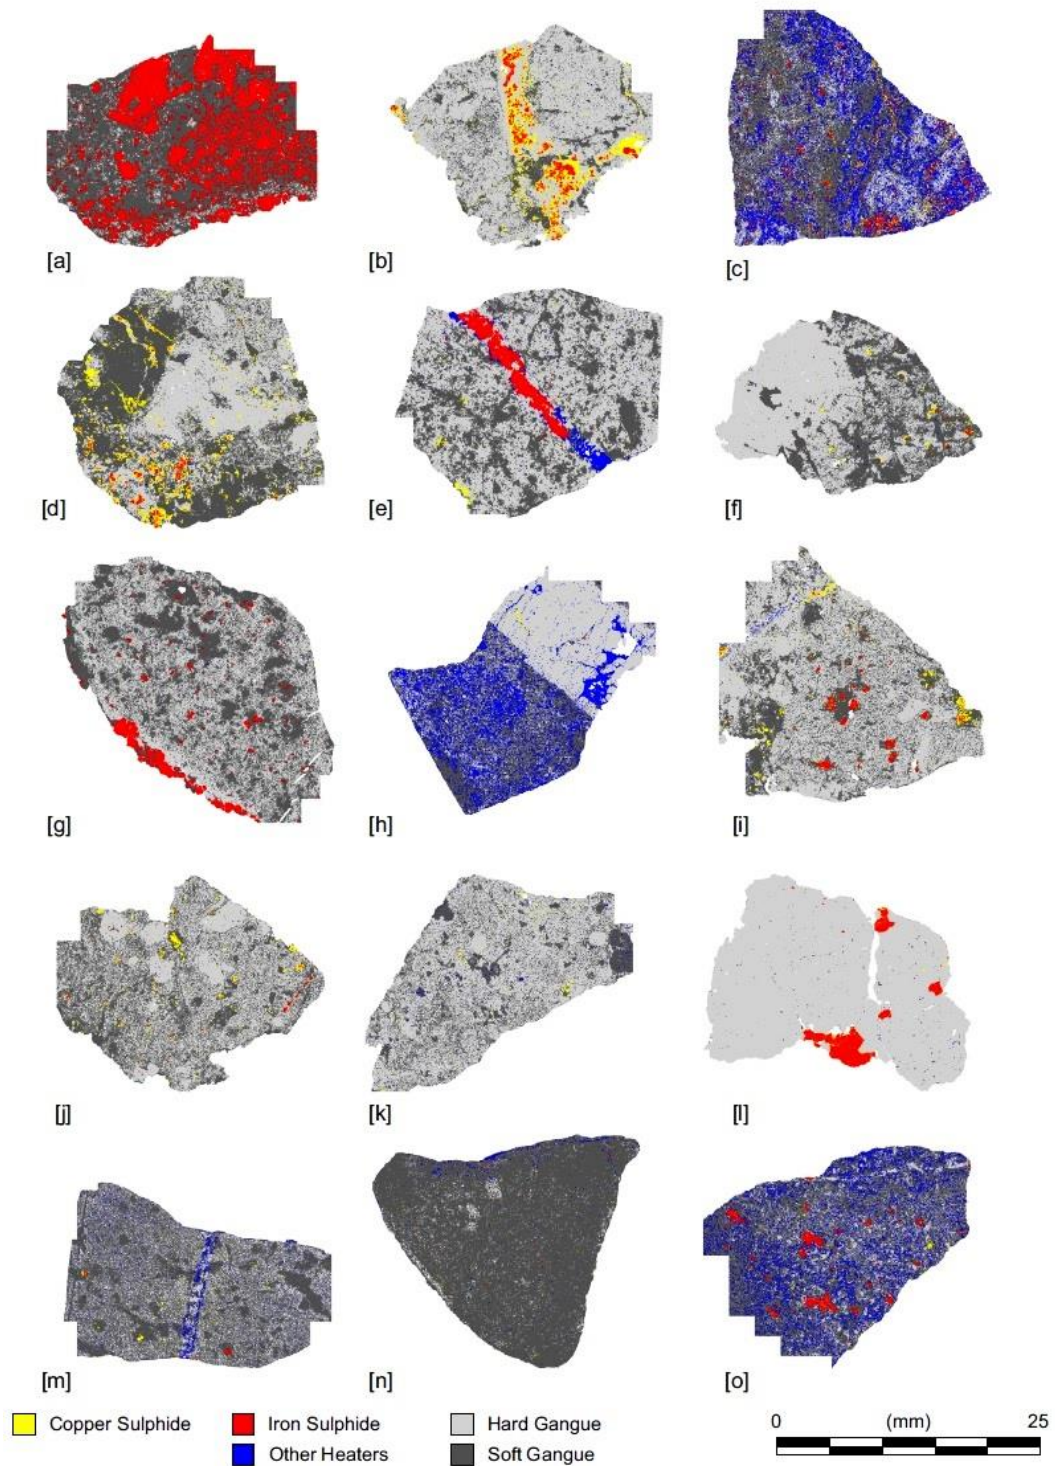 [a]
[b]
[c]
[d]
[e]
[f]
[g]
[h]
[i]
[j]
[k]
[l]
[m]
[n]
[o]
Copper Sulphide
Iron Sulphide
Hard Gangue
0 (mm) 25
Other Heaters
Soft Gangue